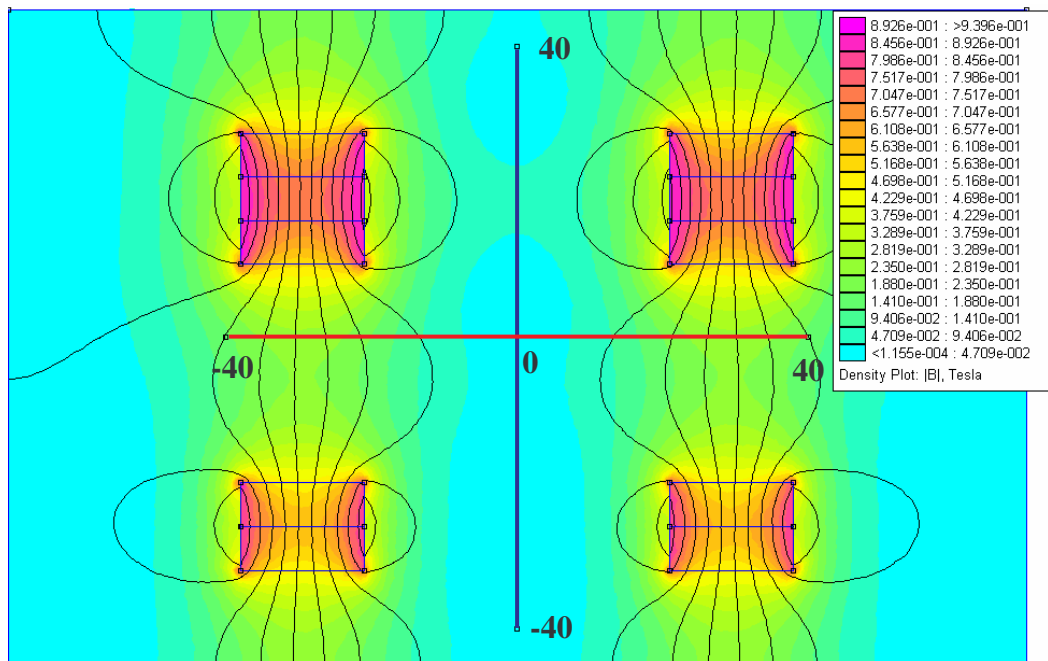 40
8.926e-001 : >9.396e-001
8.456e-001 : 8.926e-001
7.986e-001 : 8.456e-001
7.517e-001 : 7.986e-001
7.047e-001 : 7.517e-001
6.577e-001 : 7.047e-001
6.108e-001 : 6.577e-001
5.638e-001 : 6.108e-001
5.168e-001 : 5.638e-001
4.698e-001 : 5.168e-001
4.229e-001 : 4.698e-001
3.759e-001 : 4.229e-001
3.289e-001 : 3.759e-001
2.819e-001 : 3.289e-001
2.350e-001 : 2.819e-001
1.880e-001 : 2.350e-001
1.410e-001 : 1.880e-001
9.406e-002 : 1.410e-001
4.709e-002 : 9.406e-002
<1.155e-004 : 4.709e-002
Density Plot: |B|, Tesla
-40
0
40
-40